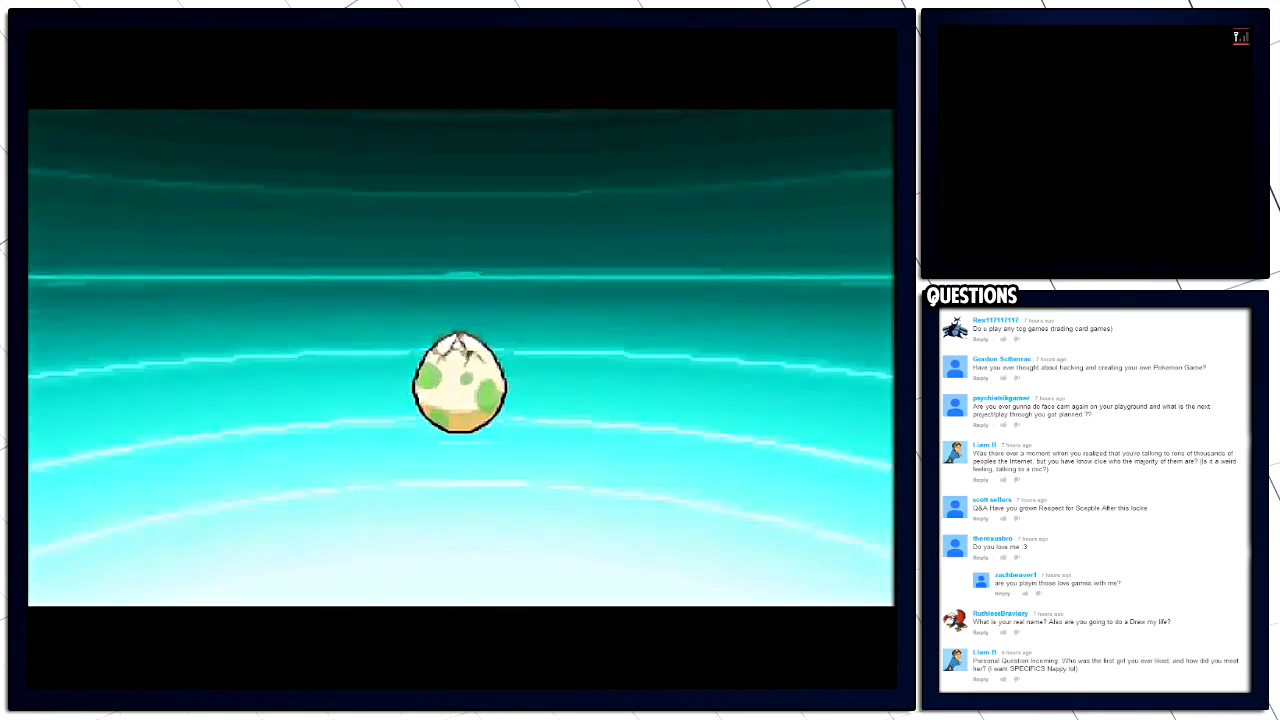 QUESTIONS
Rex117117117 7 hours ago
Do u play any tcg games (trading card games)
Reply
Gordon Sciberras 7 hours ago
Have you ever thought about hacking and creating your own Pokemon Game?
Reply
psychiatrikgamer 7 hours ago
Are you ever gunna do face cam again on your playground and what is the next
project/play through you got planned ??
Reply
Liam B 7 hours ago
Was there ever a moment when you realized that you're talking to tons of thousands of
peoples the Internet, but you have know clue who the majority of them are? (Is it a weird
feeling, talking to a mic?)
Reply
scott sellers 7 hours ago
Q&A Have you grown Respect for Sceptile After this locke
Reply
therexusbro 7 hours ago
Do you love me :3
Reply
zachbeaver1 7 hours ago
are you playin those love games with me?
Reply
RuthlessBraviary 7 hours ago
What is your real name? Also are you going to do a Draw my life?
Reply
Liam B 6 hours ago
Personal Question Incoming: Who was the first girl you ever liked, and how did you meet
her? (I want SPECIFICS Nappy lol)
Reply